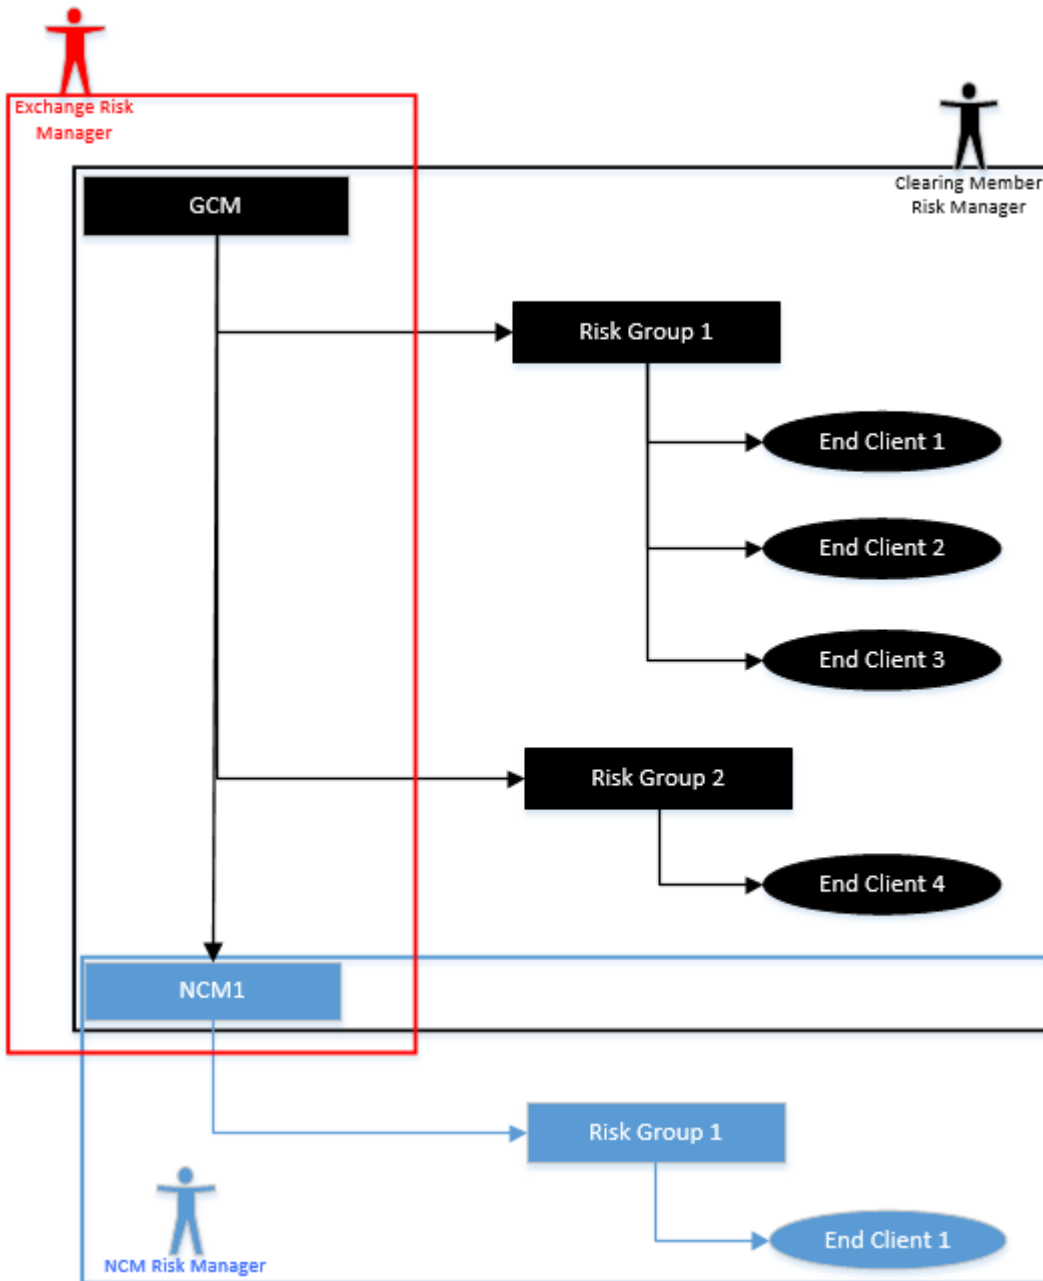 Exchange Risk
Manager
Clearing Member
Risk Manager
GCM
Risk Group 1
End Client 1
End Client 2
End Client 3
Risk Group 2
End Client 4
NCM1
Risk Group 1
End Client 1
NCM Risk Manager